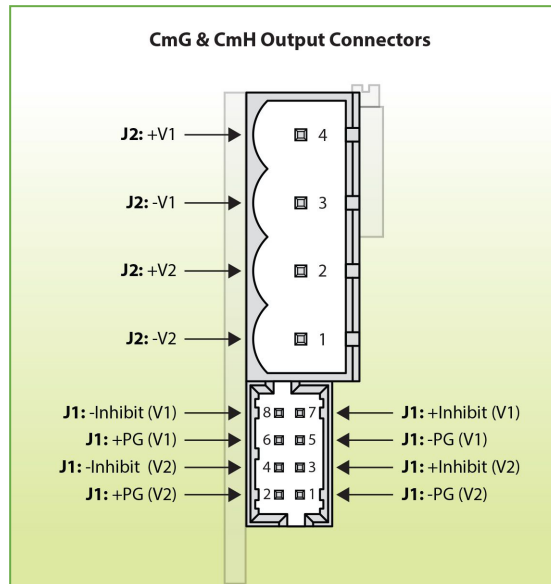 CmG & CmH Output Connectors
J2: +V1
4
J2: -V1
3
J2: +V2
2
J2: -V2
1
J1: -Inhibit (V1) 8 7 J1: +Inhibit (V1)
J1: +PG (V1) 6 5 J1: -PG (V1)
J1: -Inhibit (V2) 4 3 J1: +Inhibit (V2)
J1: +PG (V2) 2 1 J1: -PG (V2)